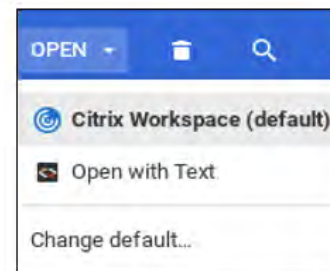 OPEN
Citrix Workspace (default)
Open with Text
Change default...